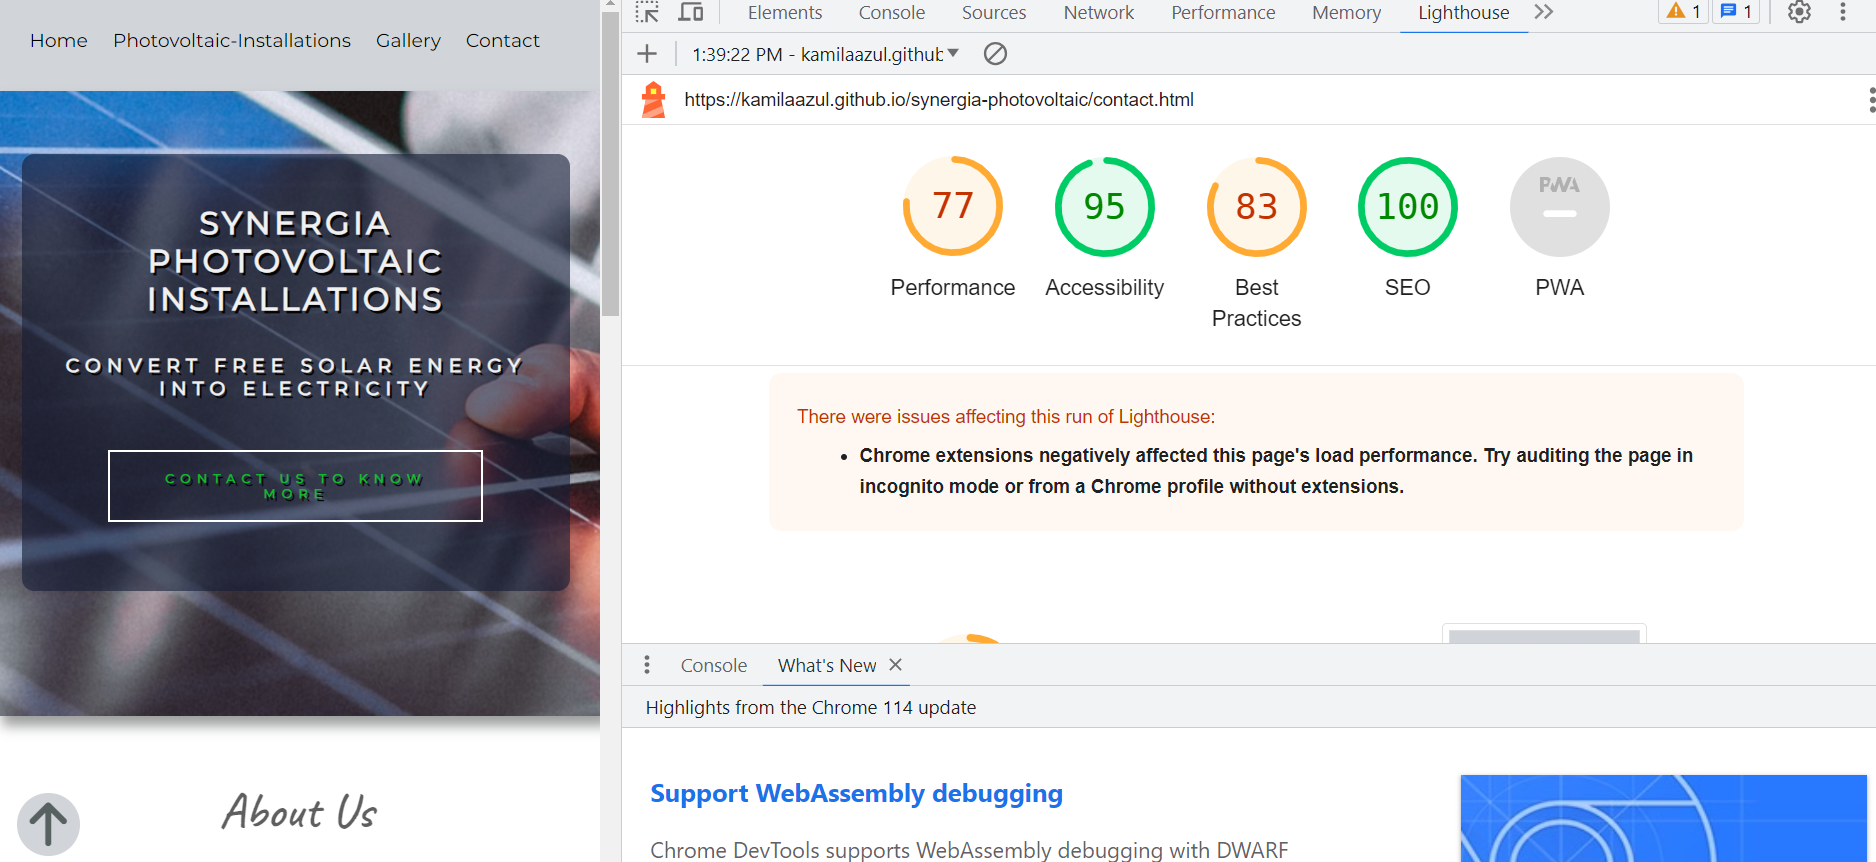 Home Photovoltaic-Installations Gallery Contact
SYNERGIA
PHOTOVOLTAIC
INSTALLATIONS
CONVERT FREE SOLAR ENERGY
INTO ELECTRICITY
CONTACT US TO KNOW
MORE
About Us
Elements Console Sources Network Performance Memory Lighthouse 1 1
1:39:22 PM - kamilaazul.github
https://kamilaazul.github.io/synergia-photovoltaic/contact.html
77 95 83 100 PWA
Performance Accessibility Best SEO PWA
Practices
There were issues affecting this run of Lighthouse:
• Chrome extensions negatively affected this page's load performance. Try auditing the page in
incognito mode or from a Chrome profile without extensions.
Console What's New
Highlights from the Chrome 114 update
Support WebAssembly debugging
Chrome DevTools supports WebAssembly debugging with DWARF